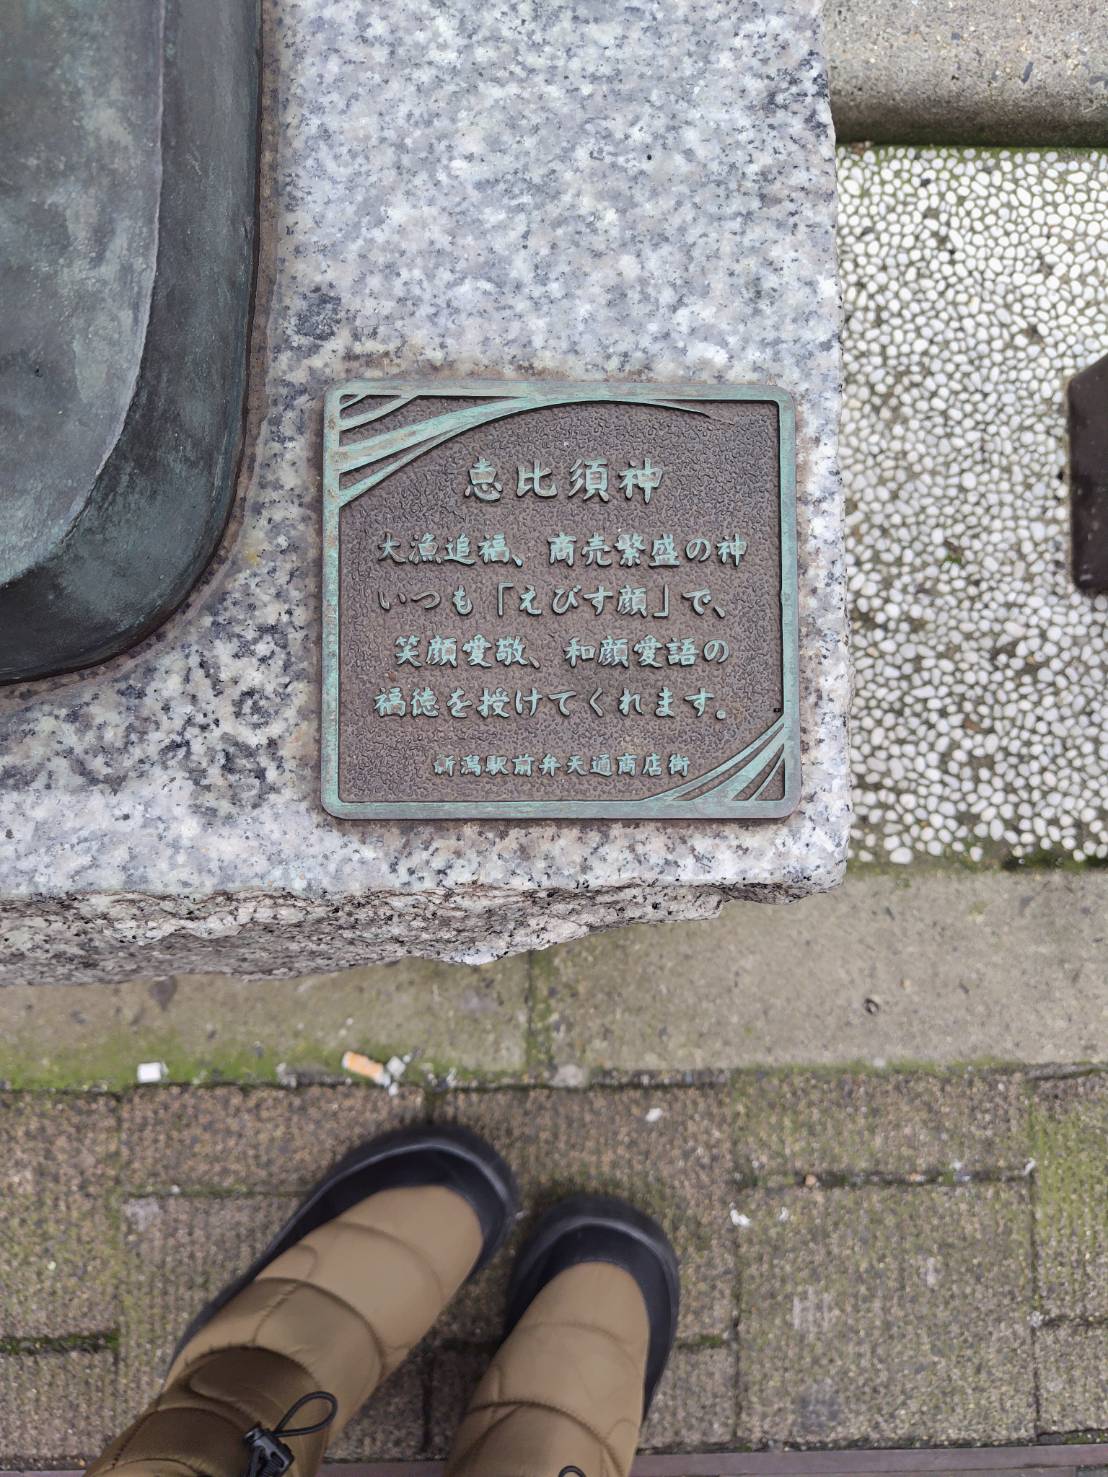 恵比須神
大漁追福、商売繁盛の神
いつも「えびす顔」で、
笑顔愛敬、和顔愛語の
福徳を授けてくれます。
新潟駅前弁天通商店街